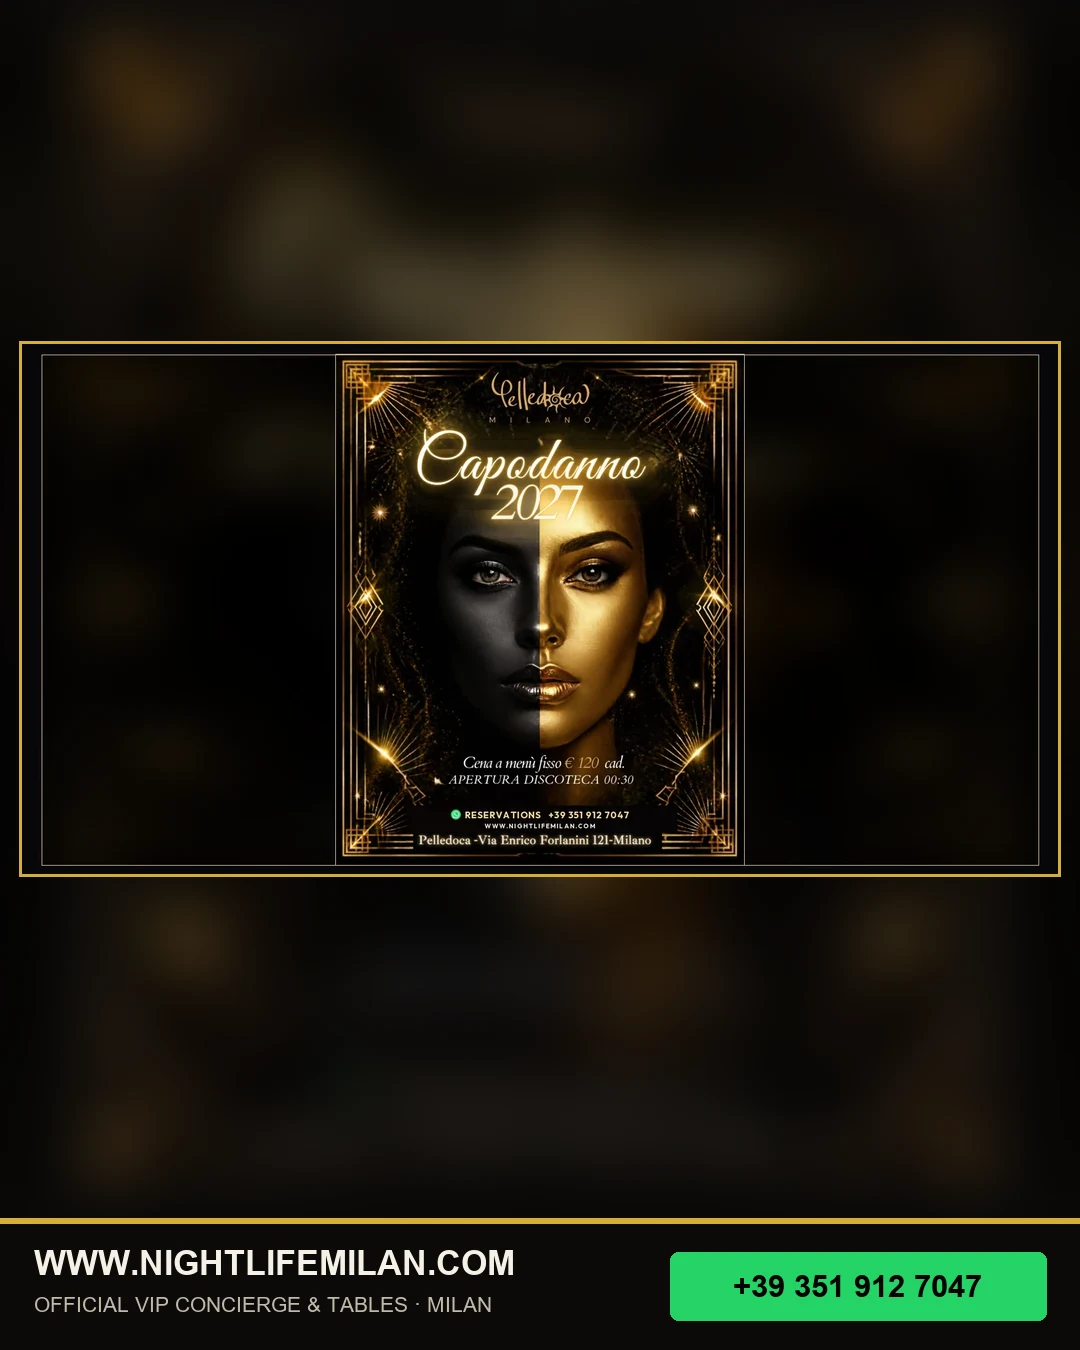 Pelledoca
MILANO
Capodanno
2027
Cena a menù fisso € 120 cad.
APERTURA DISCOTECA 00:30
RESERVATIONS +39 351 912 7047
WWW.NIGHTLIFEMILAN.COM
Pelledoca -Via Enrico Forlanini 121-Milano
WWW.NIGHTLIFEMILAN.COM
OFFICIAL VIP CONCIERGE & TABLES · MILAN
+39 351 912 7047